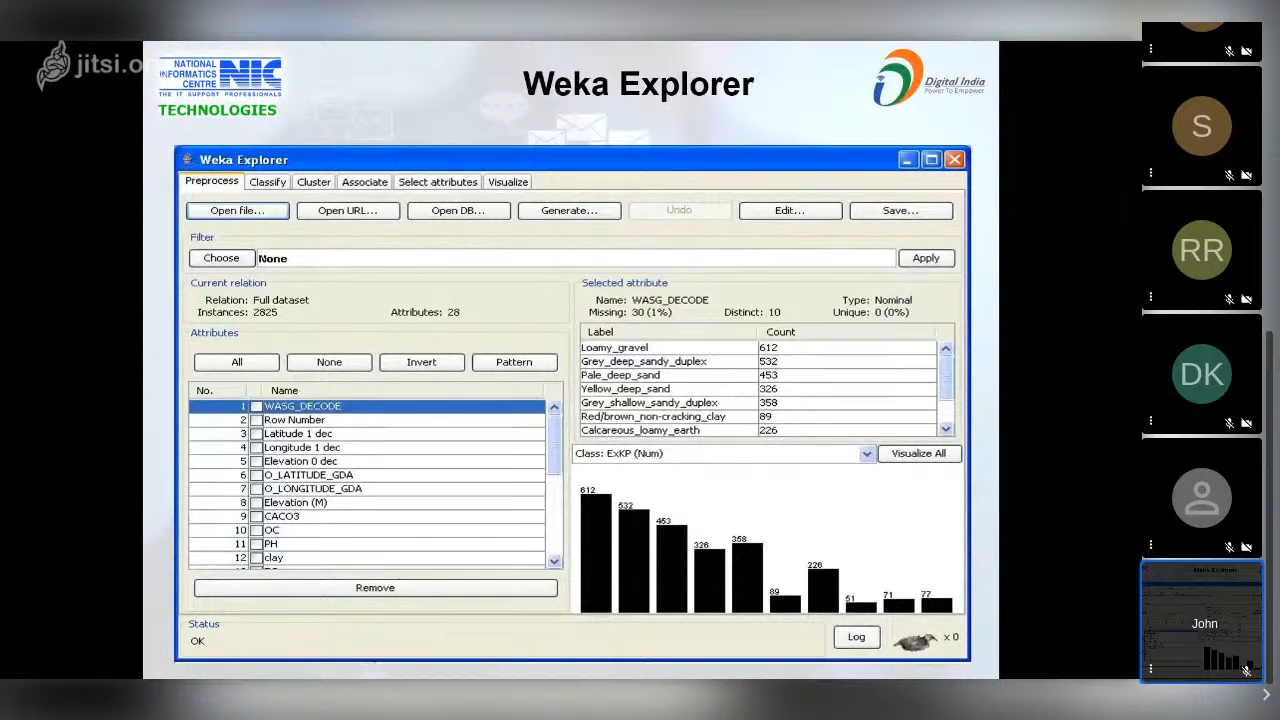 jitsi.o
NATIONAL
INFORMATICS
CENTRE
NIC
THE IT SUPPORT PROFESSIONALS
TECHNOLOGIES
Weka Explorer
Digital India
Power To Empower
Weka Explorer
Preprocess Classify Cluster Associate Select attributes Visualize
Open file... Open URL... Open DB... Generate... Undo Edit... Save...
Filter
Choose None Apply
Current relation
Relation: Full dataset
Instances: 2825 Attributes: 28
Attributes
All None Invert Pattern
No. Name
1 WASG_DECODE
2 Row Number
3 Latitude 1 dec
4 Longitude 1 dec
5 Elevation 0 dec
6 O_LATITUDE_GDA
7 O_LONGITUDE_GDA
8 Elevation (M)
9 CACO3
10 OC
11 PH
12 clay
Remove
Selected attribute
Name: WASG_DECODE Type: Nominal
Missing: 30 (1%) Distinct: 10 Unique: 0 (0%)
Label Count
Loamy_gravel 612
Grey_deep_sandy_duplex 532
Pale_deep_sand 453
Yellow_deep_sand 326
Grey_shallow_sandy_duplex 358
Red/brown_non-cracking_clay 89
Calcareous_loamy_earth 226
Class: ExKP (Num) Visualize All
612
532
453
326
358
89
226
51
71
77
Status
OK
Log x 0
S
RR
DK
Weka Explorer
John